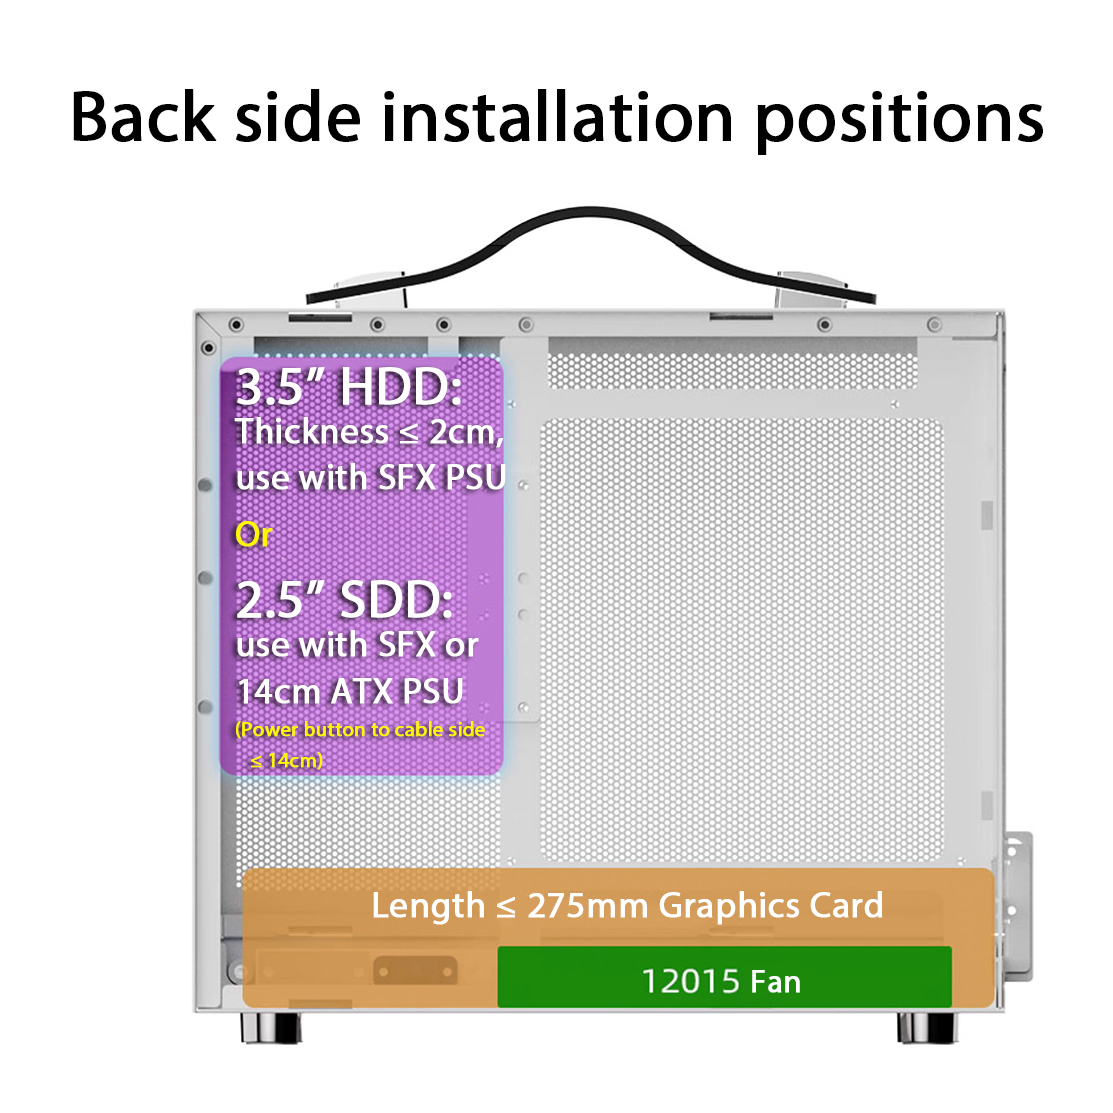 Back side installation positions
3.5” HDD:
Thickness ≤ 2cm,
use with SFX PSU
Or
2.5” SDD:
use with SFX or
14cm ATX PSU
(Power button to cable side
≤ 14cm)
Length ≤ 275mm Graphics Card
12015 Fan